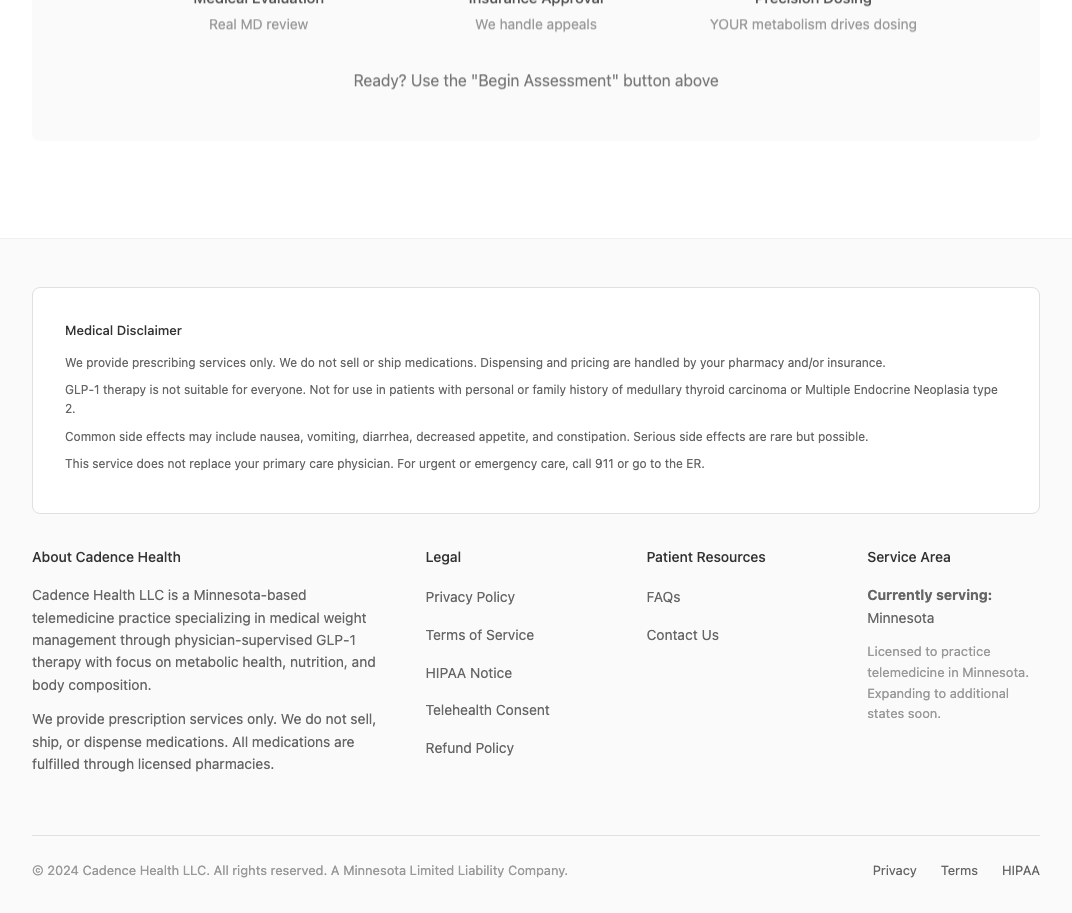 Medical Evaluation
Insurance Approval
Precision Dosing
Real MD review
We handle appeals
YOUR metabolism drives dosing
Ready? Use the "Begin Assessment" button above
Medical Disclaimer
We provide prescribing services only. We do not sell or ship medications. Dispensing and pricing are handled by your pharmacy and/or insurance.
GLP-1 therapy is not suitable for everyone. Not for use in patients with personal or family history of medullary thyroid carcinoma or Multiple Endocrine Neoplasia type
2.
Common side effects may include nausea, vomiting, diarrhea, decreased appetite, and constipation. Serious side effects are rare but possible.
This service does not replace your primary care physician. For urgent or emergency care, call 911 or go to the ER.
About Cadence Health
Cadence Health LLC is a Minnesota-based
telemedicine practice specializing in medical weight
management through physician-supervised GLP-1
therapy with focus on metabolic health, nutrition, and
body composition.
We provide prescription services only. We do not sell,
ship, or dispense medications. All medications are
fulfilled through licensed pharmacies.
Legal
Privacy Policy
Terms of Service
HIPAA Notice
Telehealth Consent
Refund Policy
Patient Resources
FAQs
Contact Us
Service Area
Currently serving:
Minnesota
Licensed to practice
telemedicine in Minnesota.
Expanding to additional
states soon.
© 2024 Cadence Health LLC. All rights reserved. A Minnesota Limited Liability Company.
Privacy
Terms
HIPAA